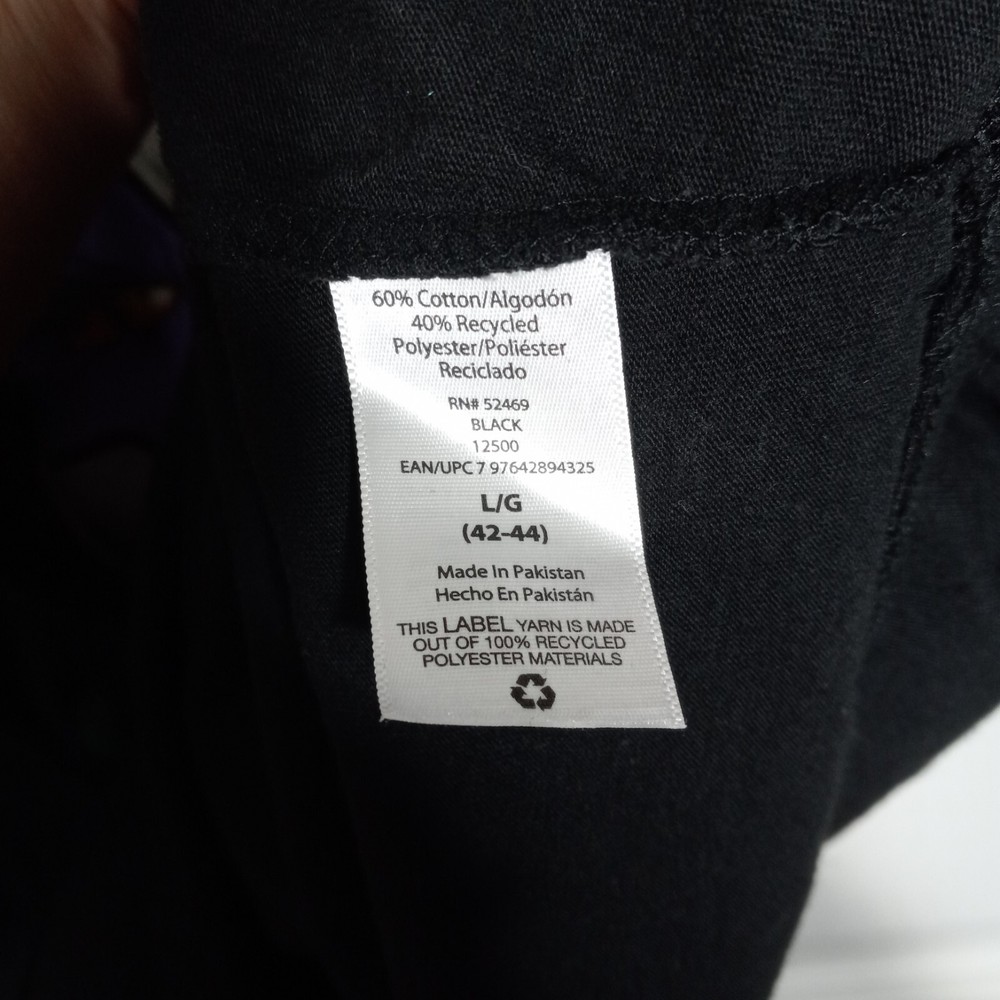 60% Cotton/Algodón
40% Recycled
Polyester/Poliéster
Reciclado
RN# 52469
BLACK
12500
EAN/UPC 7 97642894325
L/G
(42-44)
Made In Pakistan
Hecho En Pakistán
THIS LABEL YARN IS MADE
OUT OF 100% RECYCLED
POLYESTER MATERIALS